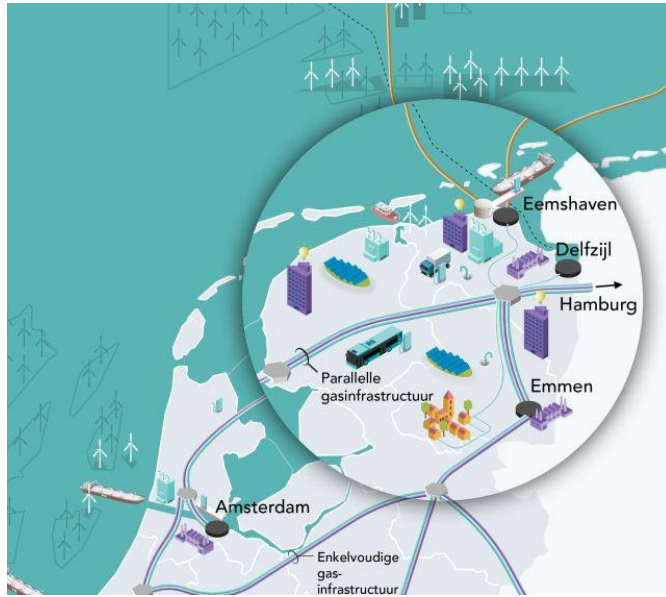 Eemshaven
Delfzijl
Hamburg
Parallelle
gasinfrastructuur
Emmen
Amsterdam
Enkelvoudige
gas-
infrastructuur